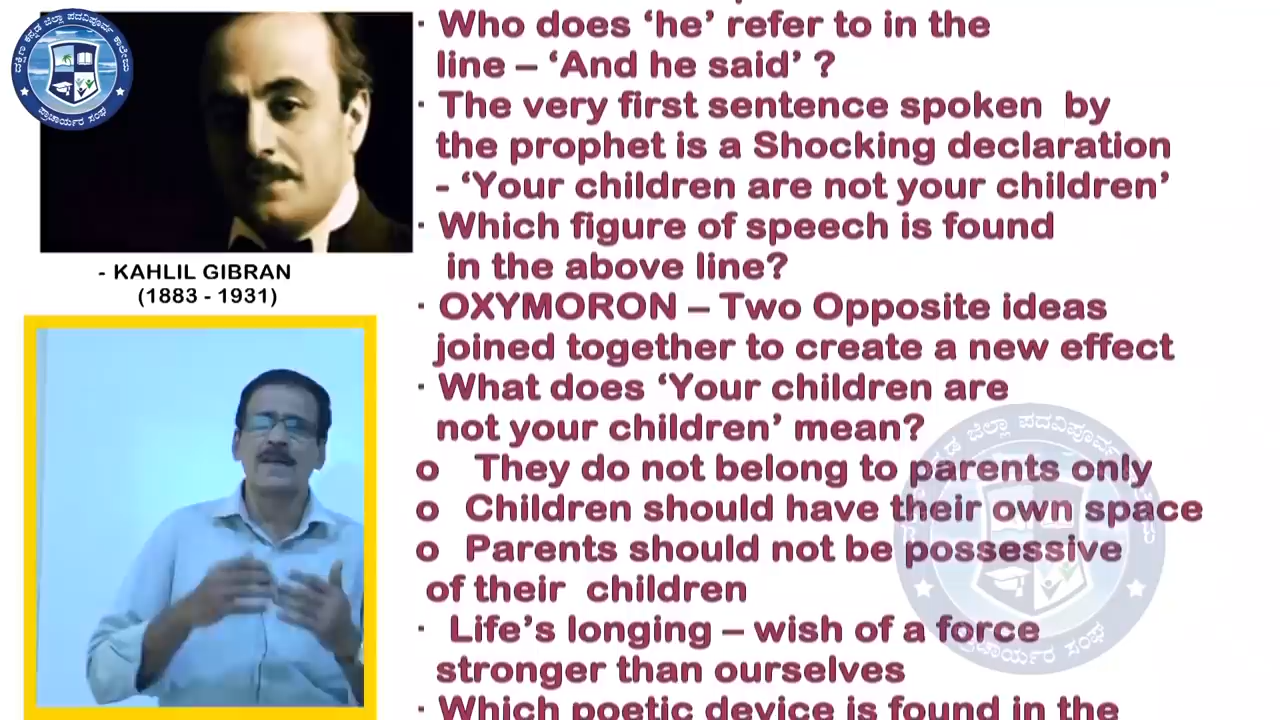 ದಕ್ಷಿಣ ಕನ್ನಡ ಜಿಲ್ಲಾ ಪದವಿಪೂರ್ವ ಕಾಲೇಜು
ಪ್ರಾಚಾರ್ಯರ ಸಂಘ
- KAHLIL GIBRAN
(1883 - 1931)
· Who does ‘he’ refer to in the
line – ‘And he said’ ?
· The very first sentence spoken by
the prophet is a Shocking declaration
- ‘Your children are not your children’
· Which figure of speech is found
in the above line?
· OXYMORON – Two Opposite ideas
joined together to create a new effect
· What does ‘Your children are
not your children’ mean?
o They do not belong to parents only
o Children should have their own space
o Parents should not be possessive
of their children
· Life’s longing – wish of a force
stronger than ourselves
· Which poetic device is found in the